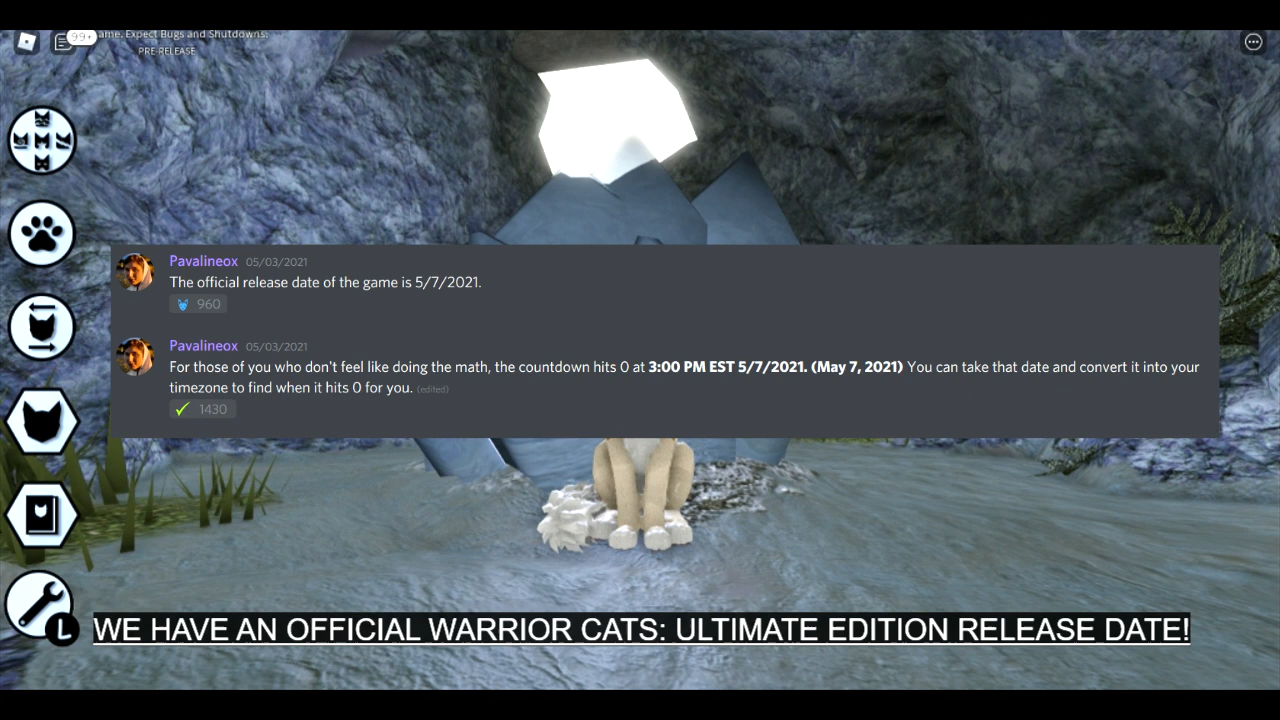 99+
ame. Expect Bugs and Shutdowns:
PRE-RELEASE
Pavalineox 05/03/2021
The official release date of the game is 5/7/2021.
960
Pavalineox 05/03/2021
For those of you who don't feel like doing the math, the countdown hits 0 at 3:00 PM EST 5/7/2021. (May 7, 2021) You can take that date and convert it into your
timezone to find when it hits 0 for you. (edited)
1430
L
WE HAVE AN OFFICIAL WARRIOR CATS: ULTIMATE EDITION RELEASE DATE!